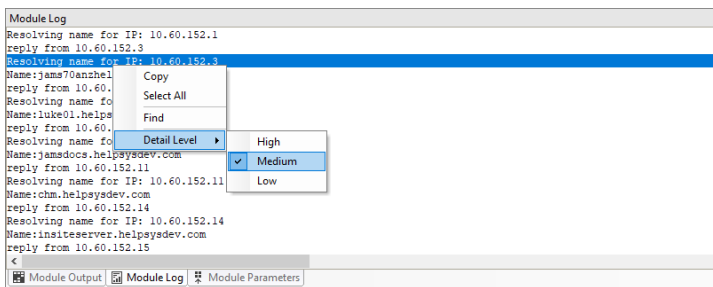 Module Log
Resolving name for IP: 10.60.152.1
reply from 10.60.152.3
Resolving name for IP: 10.60.152.3
Name:jams70anzhel
reply from 10.60.
Resolving name fo
Name:luke01.helps
reply from 10.60.
Resolving name fo
Name:jamsdocs.helpsysdev.com
reply from 10.60.152.11
Resolving name for IP: 10.60.152.11
Name:chm.helpsysdev.com
reply from 10.60.152.14
Resolving name for IP: 10.60.152.14
Name:insiteserver.helpsysdev.com
reply from 10.60.152.15
Copy
Select All
Find
Detail Level
High
Medium
Low
Module Output Module Log Module Parameters